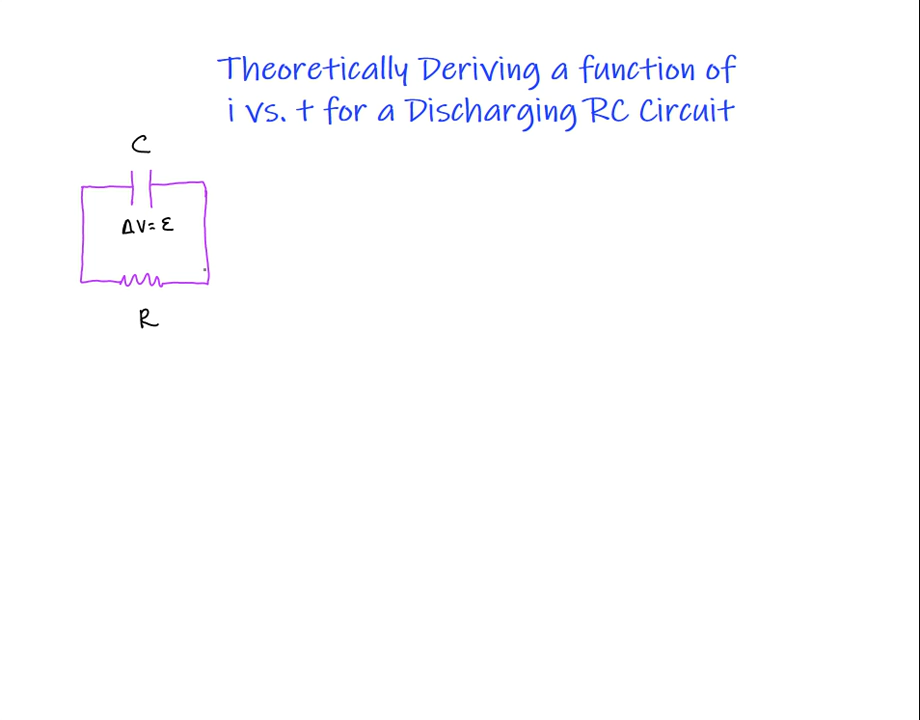 Theoretically Deriving a function of
i vs. t for a Discharging RC Circuit
C
ΔV= ε
R